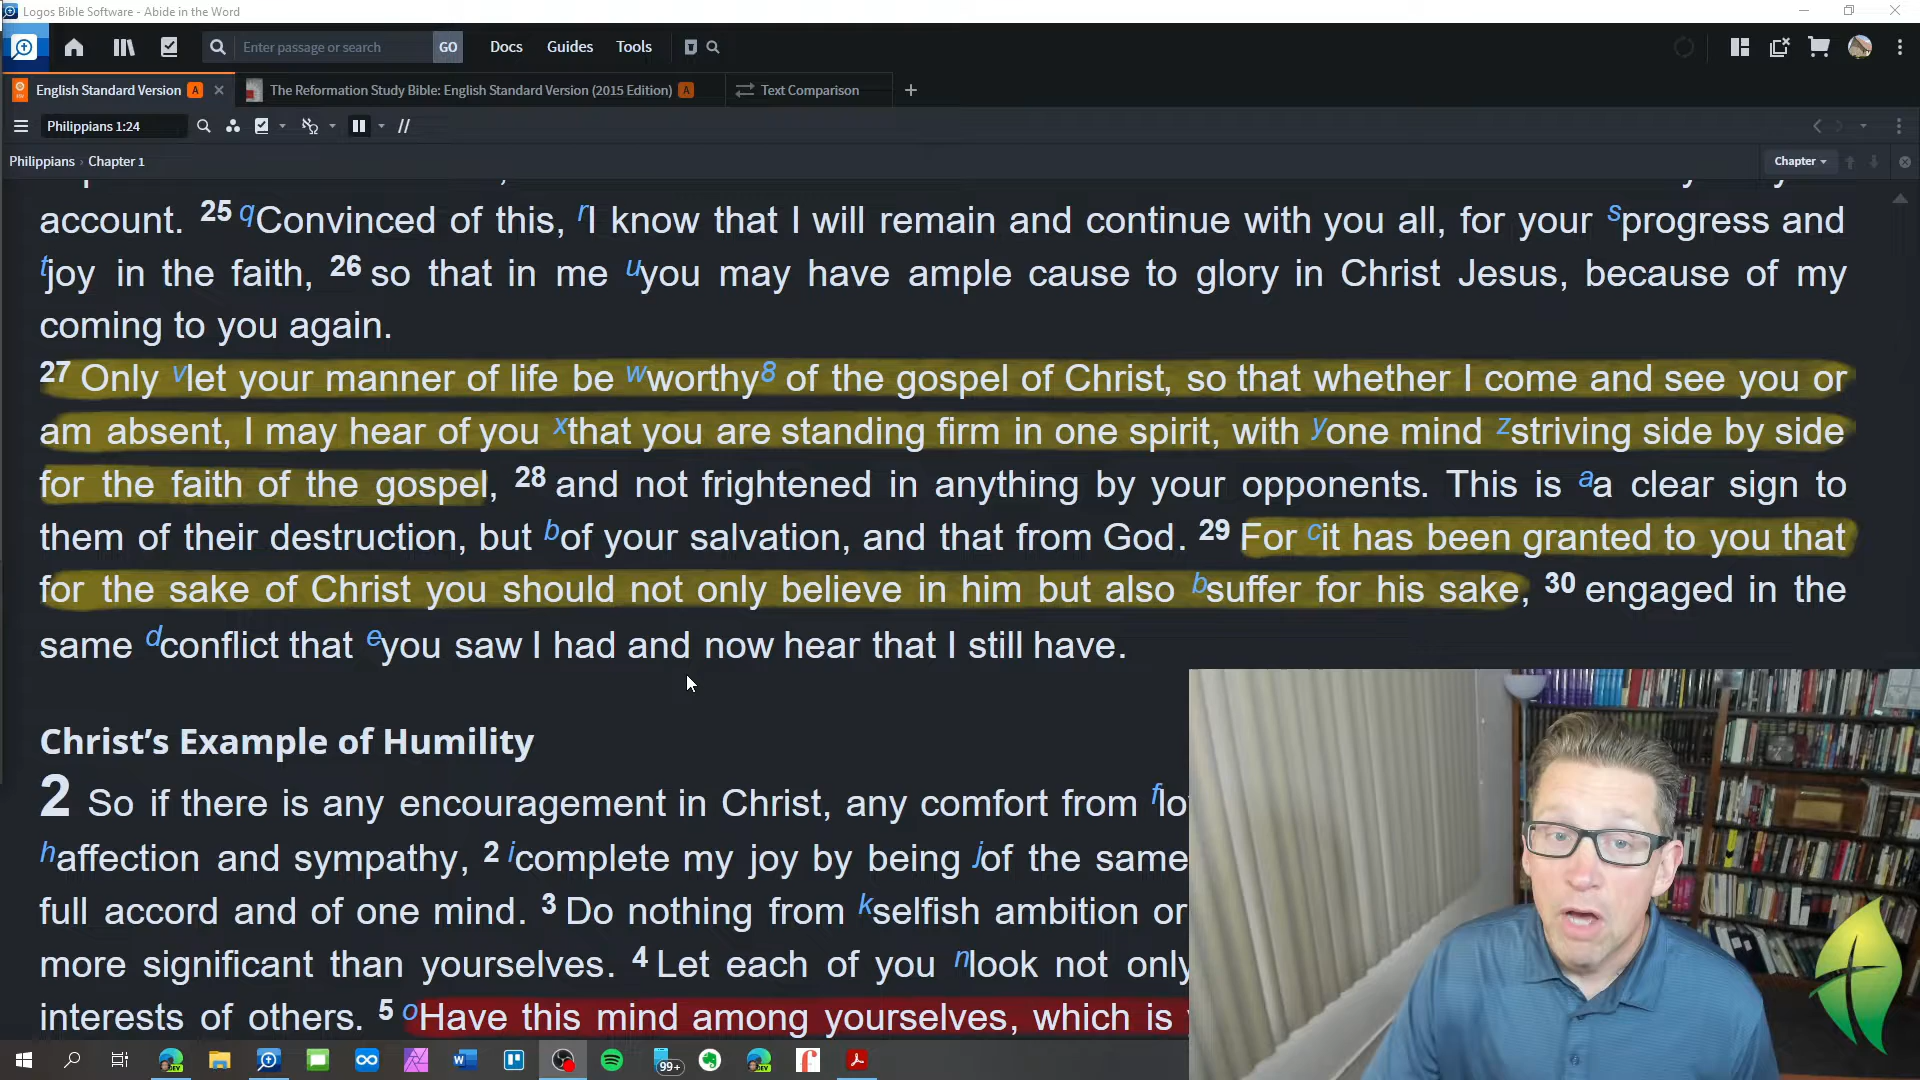 Logos Bible Software - Abide in the Word
Enter passage or search GO Docs Guides Tools
English Standard Version A The Reformation Study Bible: English Standard Version (2015 Edition) A Text Comparison
Philippians 1:24
Philippians › Chapter 1 Chapter
account. 25 qConvinced of this, rI know that I will remain and continue with you all, for your sprogress and
tjoy in the faith, 26 so that in me uyou may have ample cause to glory in Christ Jesus, because of my
coming to you again.
27 Only vlet your manner of life be wworthy8 of the gospel of Christ, so that whether I come and see you or
am absent, I may hear of you xthat you are standing firm in one spirit, with yone mind zstriving side by side
for the faith of the gospel, 28 and not frightened in anything by your opponents. This is aa clear sign to
them of their destruction, but bof your salvation, and that from God. 29 For cit has been granted to you that
for the sake of Christ you should not only believe in him but also bsuffer for his sake, 30 engaged in the
same dconflict that eyou saw I had and now hear that I still have.
Christ’s Example of Humility
2 So if there is any encouragement in Christ, any comfort from f
haffection and sympathy, 2 icomplete my joy by being jof the same
full accord and of one mind. 3 Do nothing from kselfish ambition or
more significant than yourselves. 4 Let each of you nlook not only
interests of others. 5 oHave this mind among yourselves, which is
DEV 99+ DEV